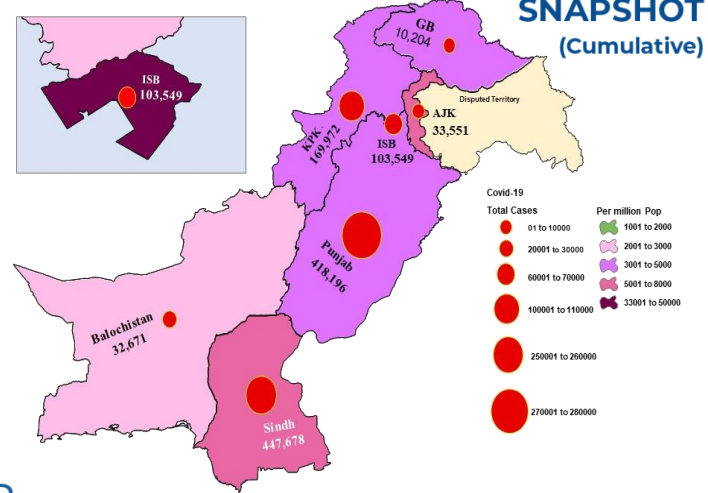 SNAPSHOT
(Cumulative)
ISB
103,549
GB
10,204
Disputed Territory
AJK
33,551
KPK
169,972
ISB
103,549
Punjab
418,196
Balochistan
32,671
Sindh
447,678
Covid-19
Total Cases
01 to 10000
20001 to 30000
60001 to 70000
100001 to 110000
250001 to 260000
270001 to 280000
Per million Pop
1001 to 2000
2001 to 3000
3001 to 5000
5001 to 8000
33001 to 50000